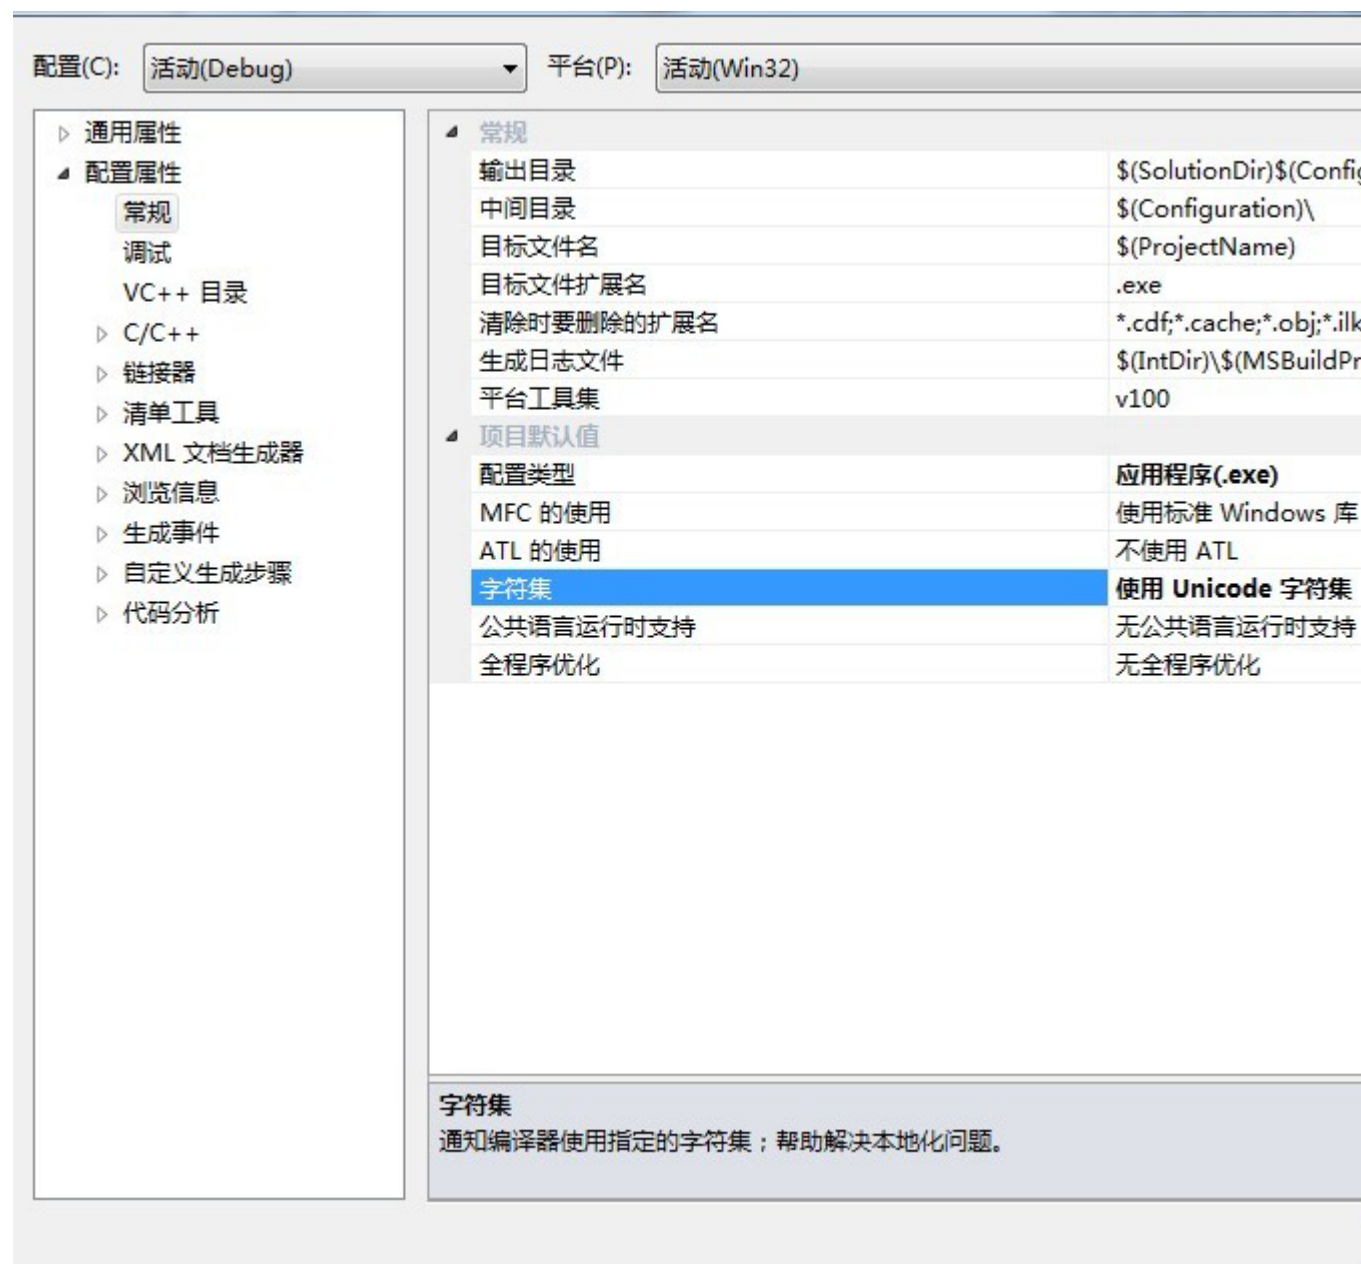 配置(C): 活动(Debug) 平台(P): 活动(Win32)
通用属性
配置属性
常规
调试
VC++ 目录
C/C++
链接器
清单工具
XML 文档生成器
浏览信息
生成事件
自定义生成步骤
代码分析
常规
输出目录 $(SolutionDir)$(Config
中间目录 $(Configuration)\
目标文件名 $(ProjectName)
目标文件扩展名 .exe
清除时要删除的扩展名 *.cdf;*.cache;*.obj;*.ilk
生成日志文件 $(IntDir)\$(MSBuildPr
平台工具集 v100
项目默认值
配置类型 应用程序(.exe)
MFC 的使用 使用标准 Windows 库
ATL 的使用 不使用 ATL
字符集 使用 Unicode 字符集
公共语言运行时支持 无公共语言运行时支持
全程序优化 无全程序优化
字符集
通知编译器使用指定的字符集；帮助解决本地化问题。